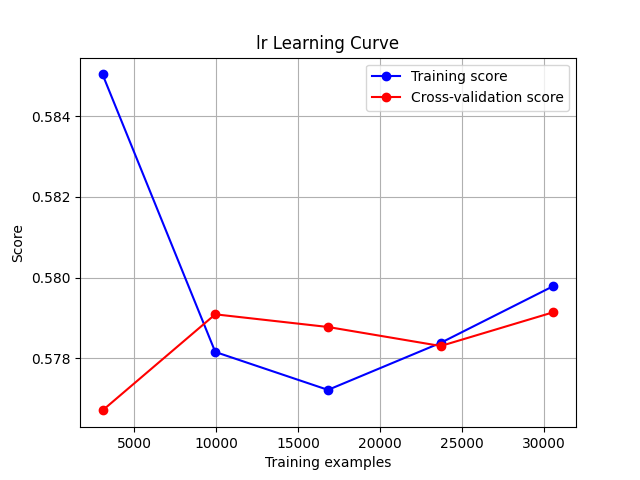 lr Learning Curve
Training score
Cross-validation score
0.584
0.582
0.580
0.578
Score
5000 10000 15000 20000 25000 30000
Training examples